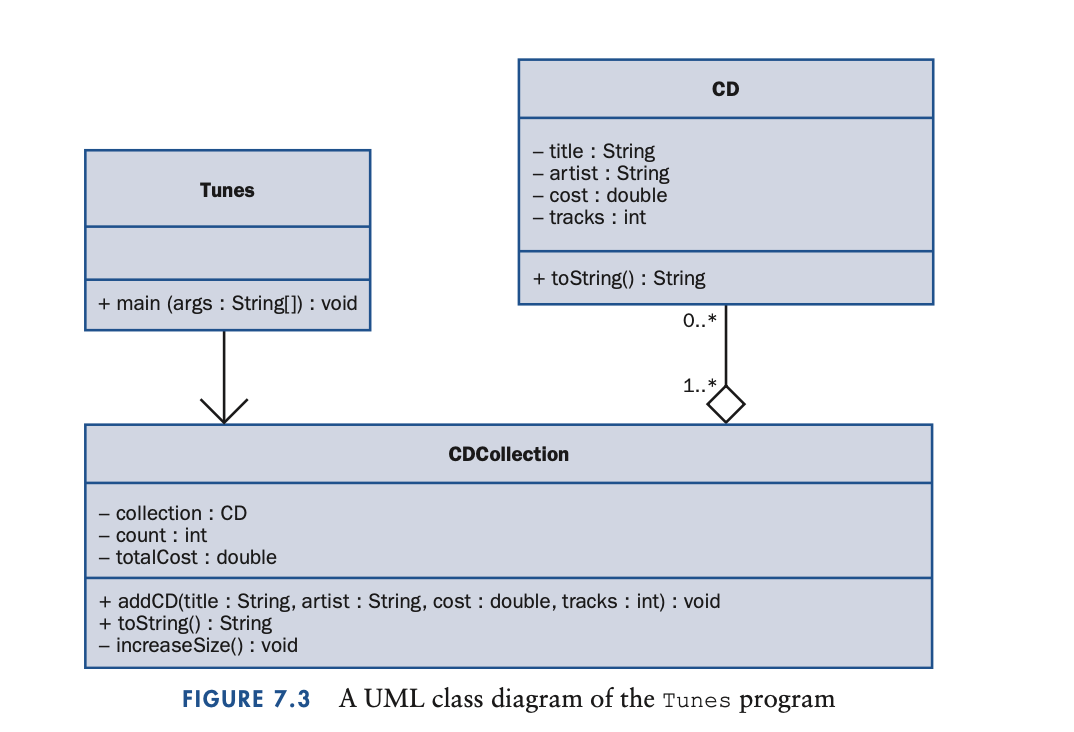 CD
– title : String
– artist : String
– cost : double
– tracks : int
+ toString() : String
Tunes
+ main (args : String[]) : void
0..*
1..*
CDCollection
– collection : CD
– count : int
– totalCost : double
+ addCD(title : String, artist : String, cost : double, tracks : int) : void
+ toString() : String
– increaseSize() : void
FIGURE 7.3 A UML class diagram of the Tunes program